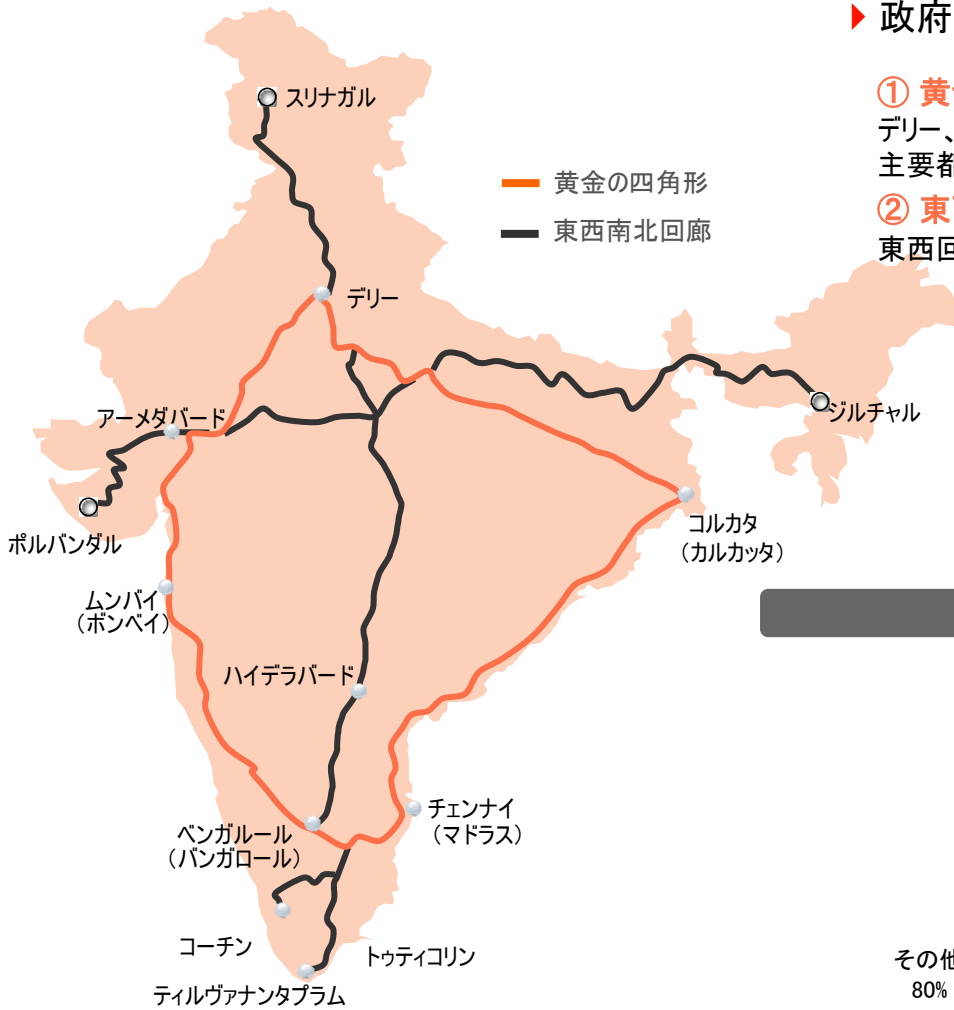 政府
① 黄
デリー、
主要都
② 東
東西回
スリナガル
黄金の四角形
東西南北回廊
デリー
アーメダバード
ジルチャル
ポルバンダル
コルカタ
（カルカッタ）
ムンバイ
（ボンベイ）
ハイデラバード
チェンナイ
（マドラス）
ベンガルール
（バンガロール）
コーチン
トゥティコリン
ティルヴァナンタプラム
その他
80%